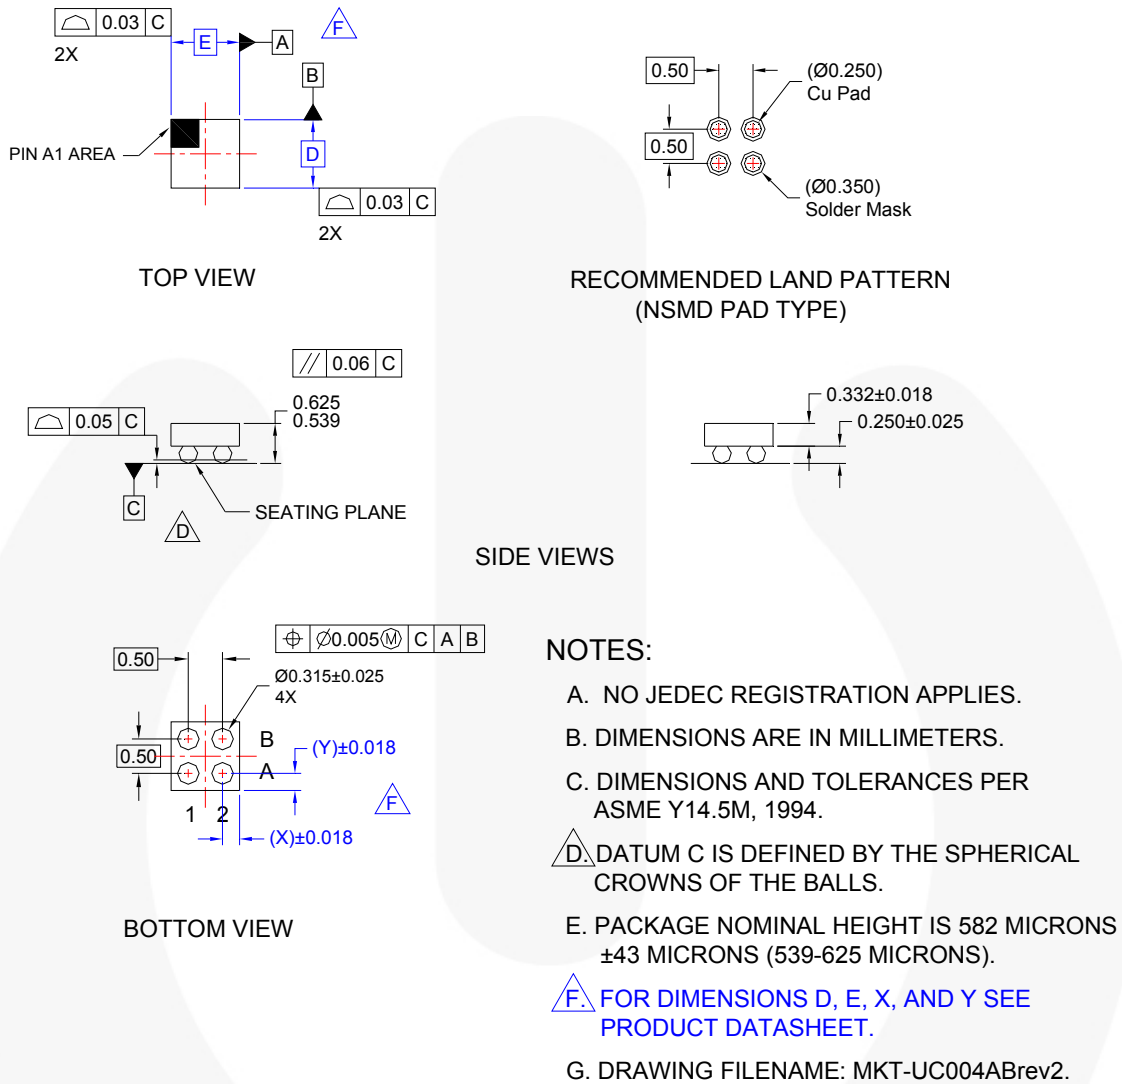 0.03 C
2X
E
A
F
B
PIN A1 AREA
D
0.03 C
2X
TOP VIEW
0.50
(Ø0.250)
Cu Pad
0.50
(Ø0.350)
Solder Mask
RECOMMENDED LAND PATTERN
(NSMD PAD TYPE)
// 0.06 C
0.05 C
0.625
0.539
C
D
SEATING PLANE
0.332±0.018
0.250±0.025
SIDE VIEWS
Ø0.005Ⓜ C A B
0.50
Ø0.315±0.025
4X
0.50
B
A
1 2
(Y)±0.018
(X)±0.018
F
BOTTOM VIEW
NOTES:
A. NO JEDEC REGISTRATION APPLIES.
B. DIMENSIONS ARE IN MILLIMETERS.
C. DIMENSIONS AND TOLERANCES PER
ASME Y14.5M, 1994.
D. DATUM C IS DEFINED BY THE SPHERICAL
CROWNS OF THE BALLS.
E. PACKAGE NOMINAL HEIGHT IS 582 MICRONS
±43 MICRONS (539-625 MICRONS).
F. FOR DIMENSIONS D, E, X, AND Y SEE
PRODUCT DATASHEET.
G. DRAWING FILENAME: MKT-UC004ABrev2.